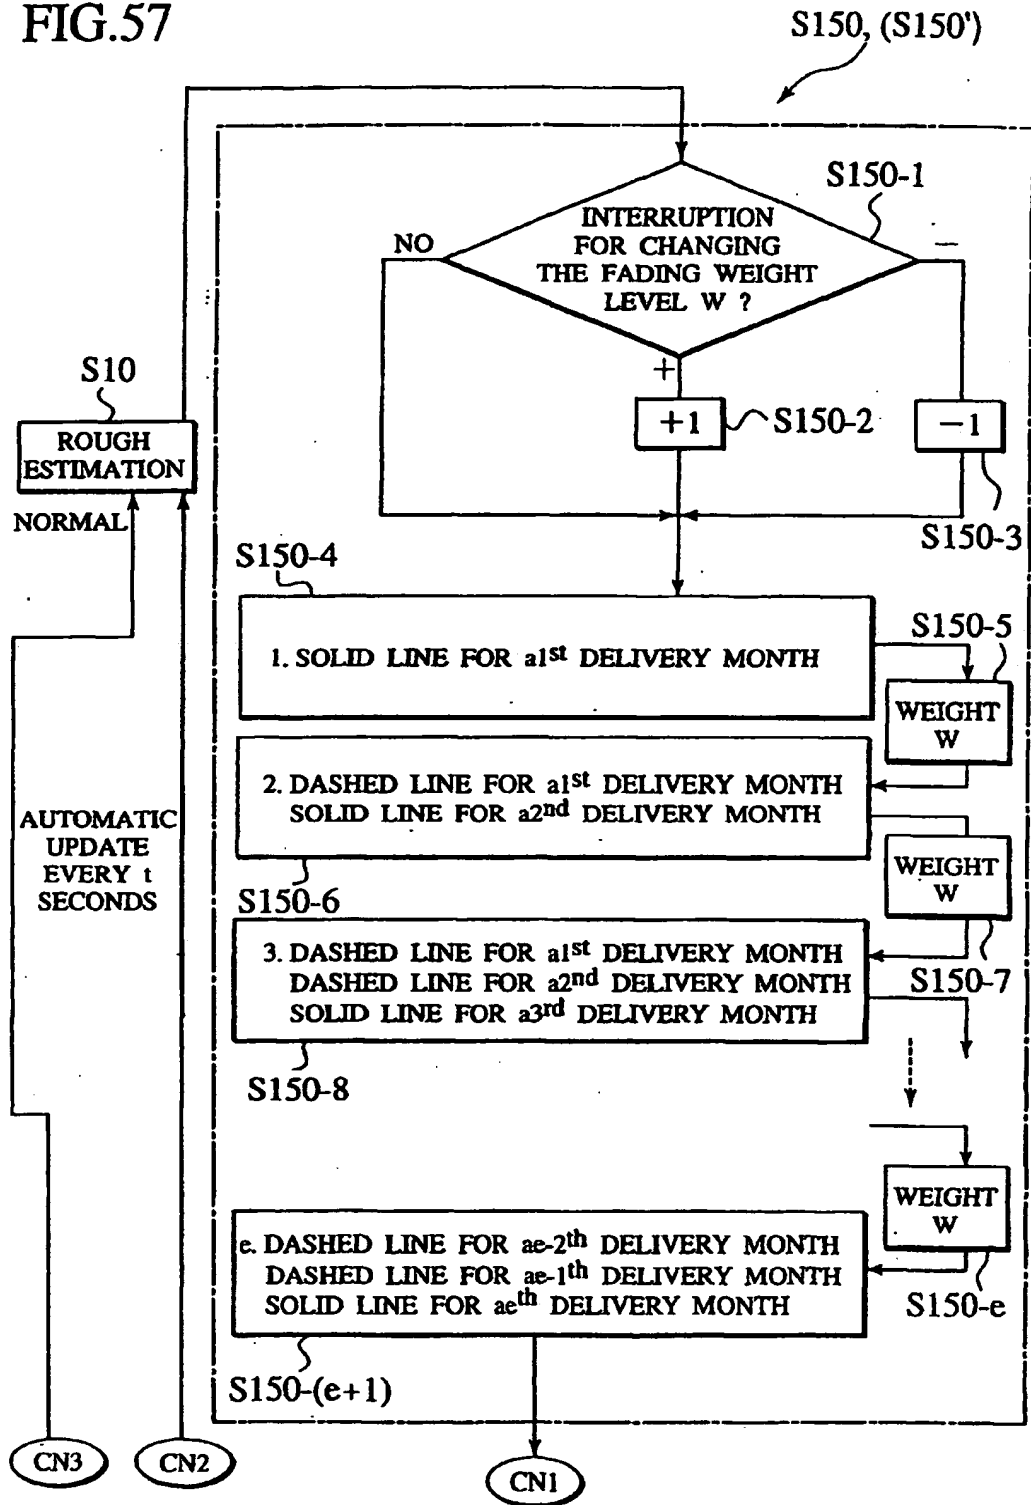 FIG.57
S150, (S150')
S150-1
INTERRUPTION
FOR CHANGING
THE FADING WEIGHT
LEVEL W ?
NO
−
+
S10
ROUGH
ESTIMATION
+1
S150-2
−1
NORMAL
S150-3
S150-4
1. SOLID LINE FOR a1st DELIVERY MONTH
S150-5
WEIGHT
W
2. DASHED LINE FOR a1st DELIVERY MONTH
SOLID LINE FOR a2nd DELIVERY MONTH
AUTOMATIC
UPDATE
EVERY t
SECONDS
WEIGHT
W
S150-6
3. DASHED LINE FOR a1st DELIVERY MONTH
DASHED LINE FOR a2nd DELIVERY MONTH
SOLID LINE FOR a3rd DELIVERY MONTH
S150-7
S150-8
WEIGHT
W
e. DASHED LINE FOR ae-2th DELIVERY MONTH
DASHED LINE FOR ae-1th DELIVERY MONTH
SOLID LINE FOR aeth DELIVERY MONTH
S150-e
S150-(e+1)
CN3
CN2
CN1